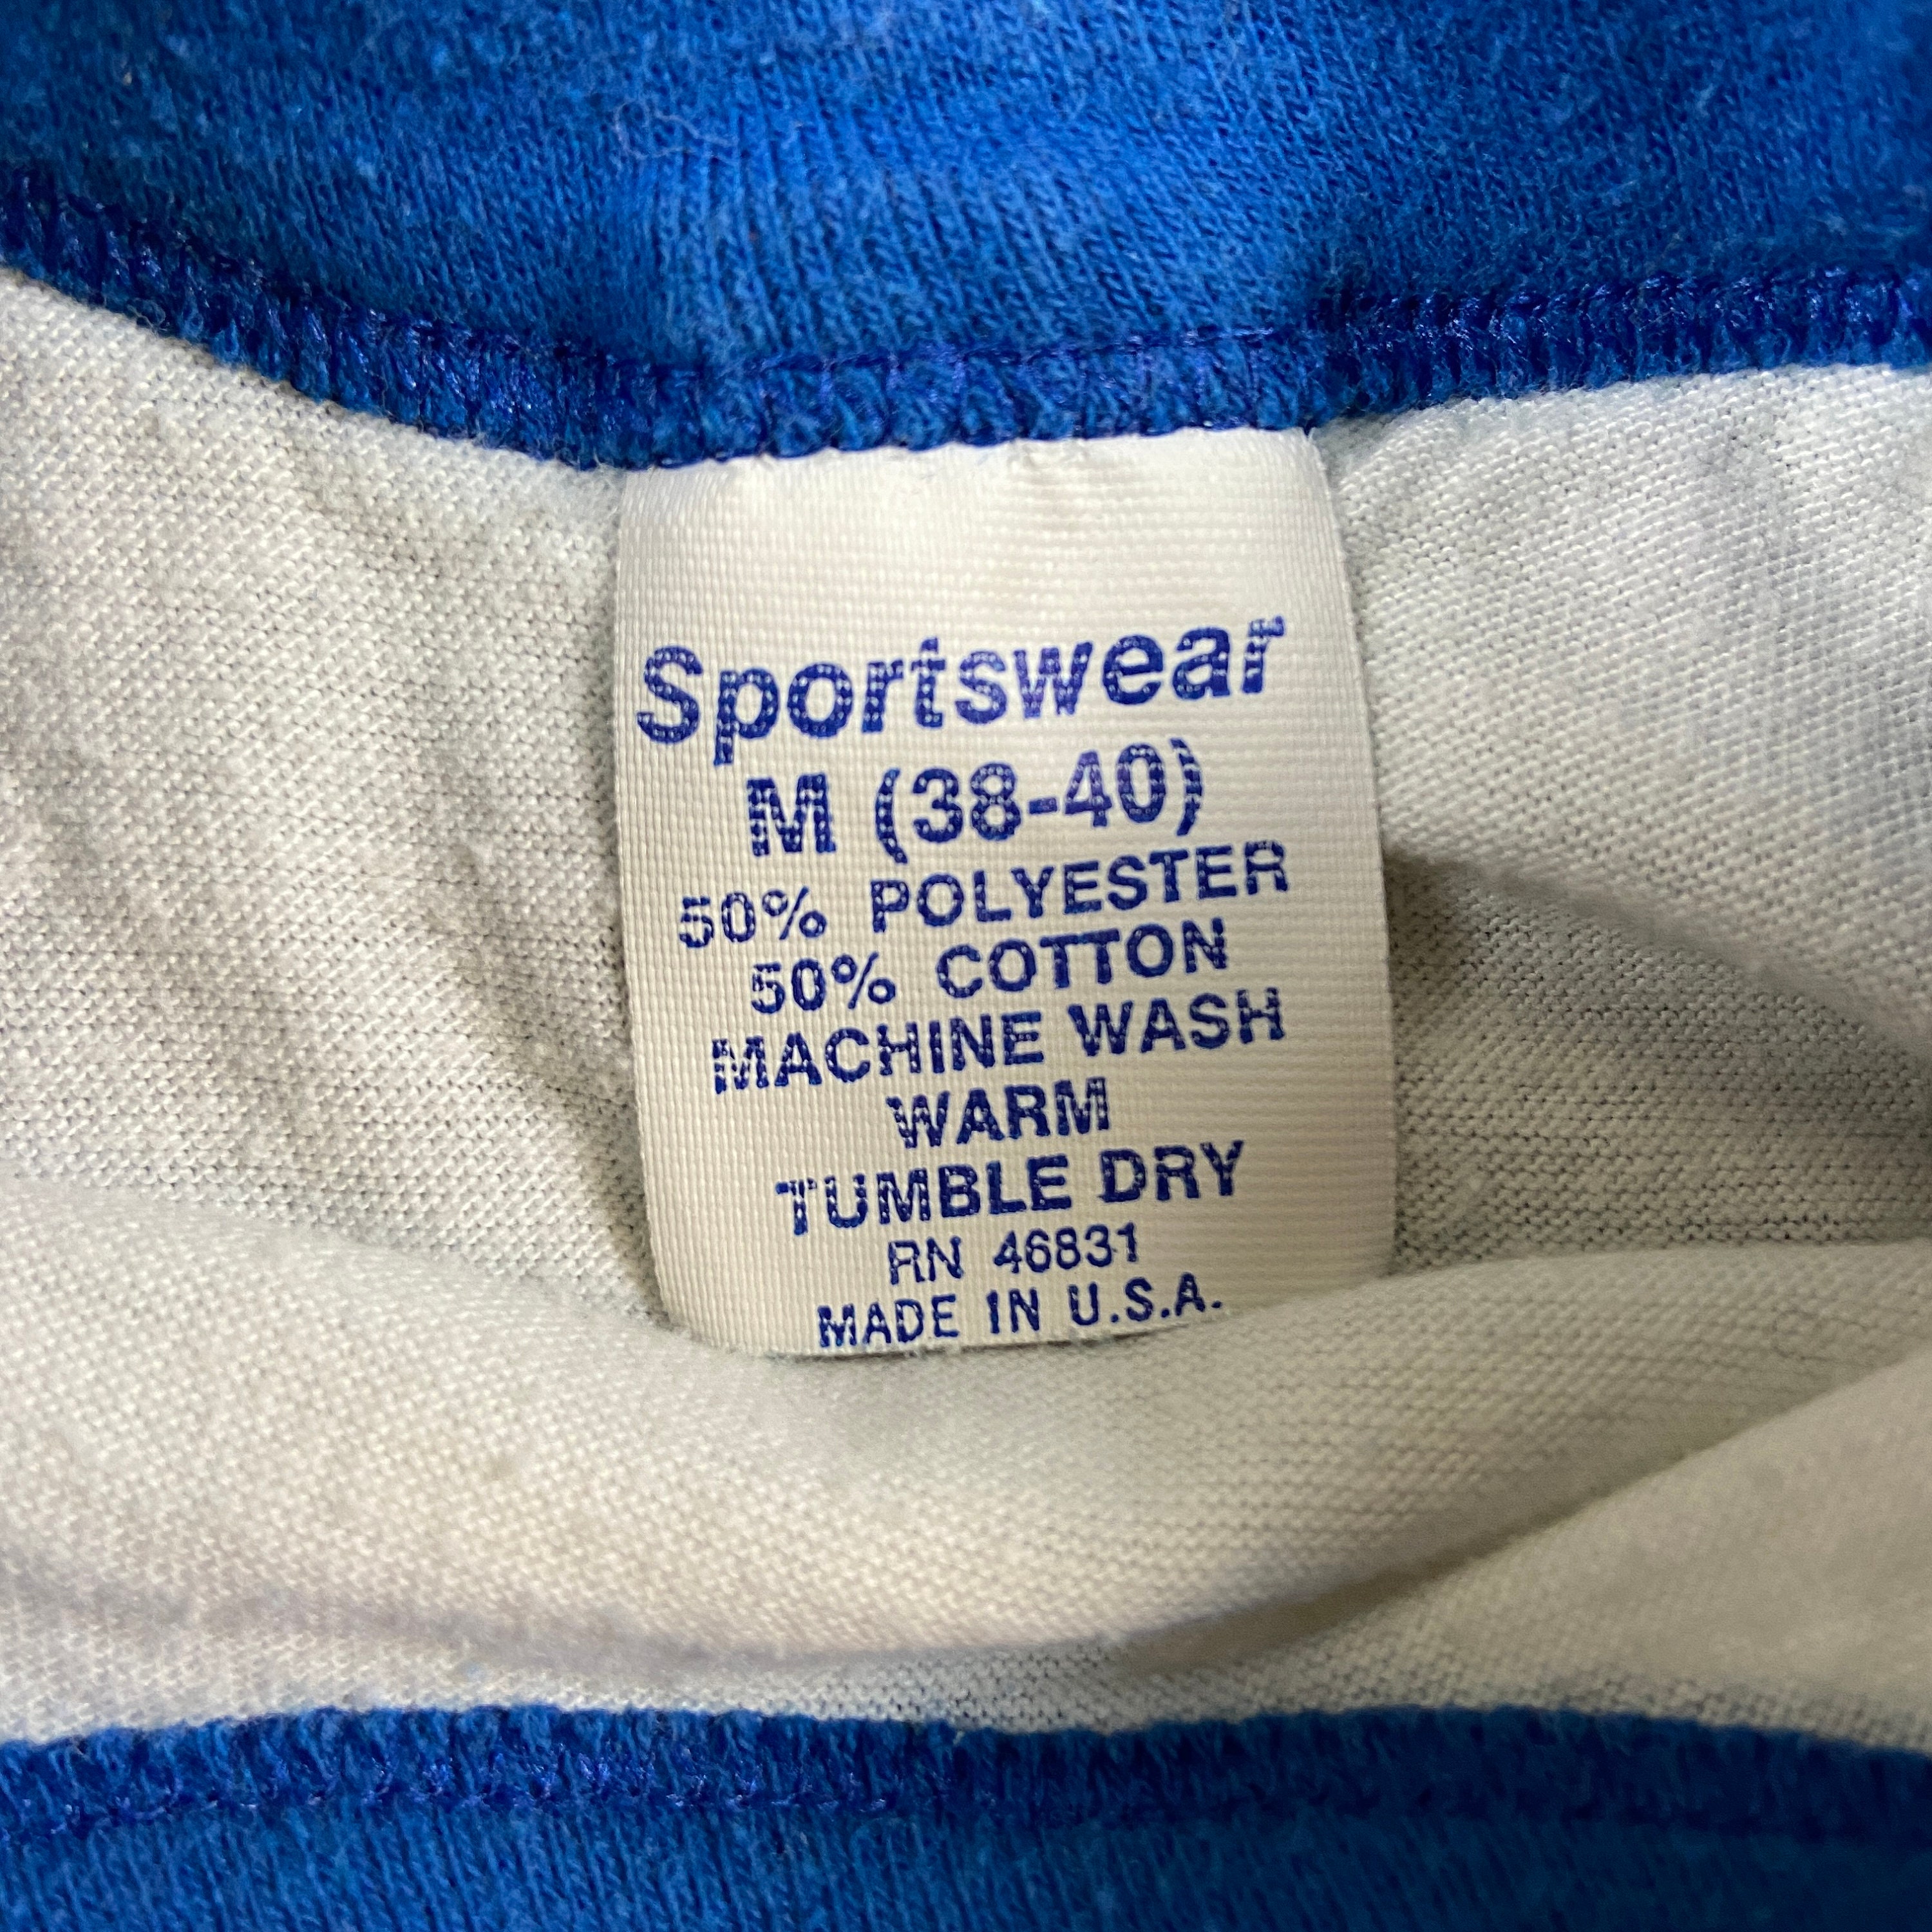 Sportswear
M (38-40)
50% POLYESTER
50% COTTON
MACHINE WASH
WARM
TUMBLE DRY
RN 46831
MADE IN U.S.A.